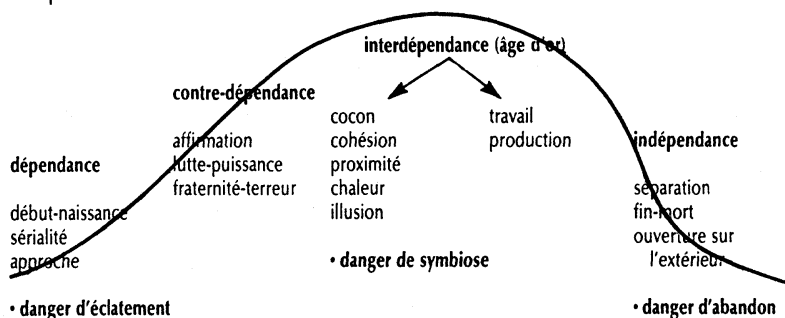 interdépendance (âge d'or)
contre-dépendance
affirmation
lutte-puissance
fraternité-terreur
dépendance
début-naissance
sérialité
approche
• danger d'éclatement
cocon
cohésion
proximité
chaleur
illusion
• danger de symbiose
travail
production
indépendance
séparation
fin-mort
ouverture sur
l'extérieur
• danger d'abandon